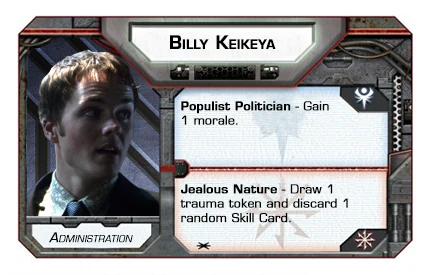 BILLY KEIKEYA
Populist Politician - Gain
1 morale.
Jealous Nature - Draw 1
trauma token and discard 1
random Skill Card.
ADMINISTRATION